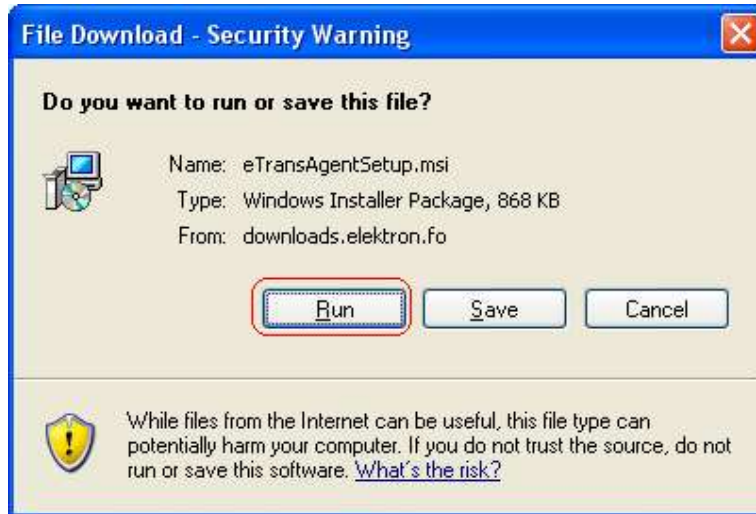 File Download - Security Warning
Do you want to run or save this file?
Name: eTransAgentSetup.msi
Type: Windows Installer Package, 868 KB
From: downloads.elektron.fo
Run Save Cancel
While files from the Internet can be useful, this file type can
potentially harm your computer. If you do not trust the source, do not
run or save this software. What´s the risk?